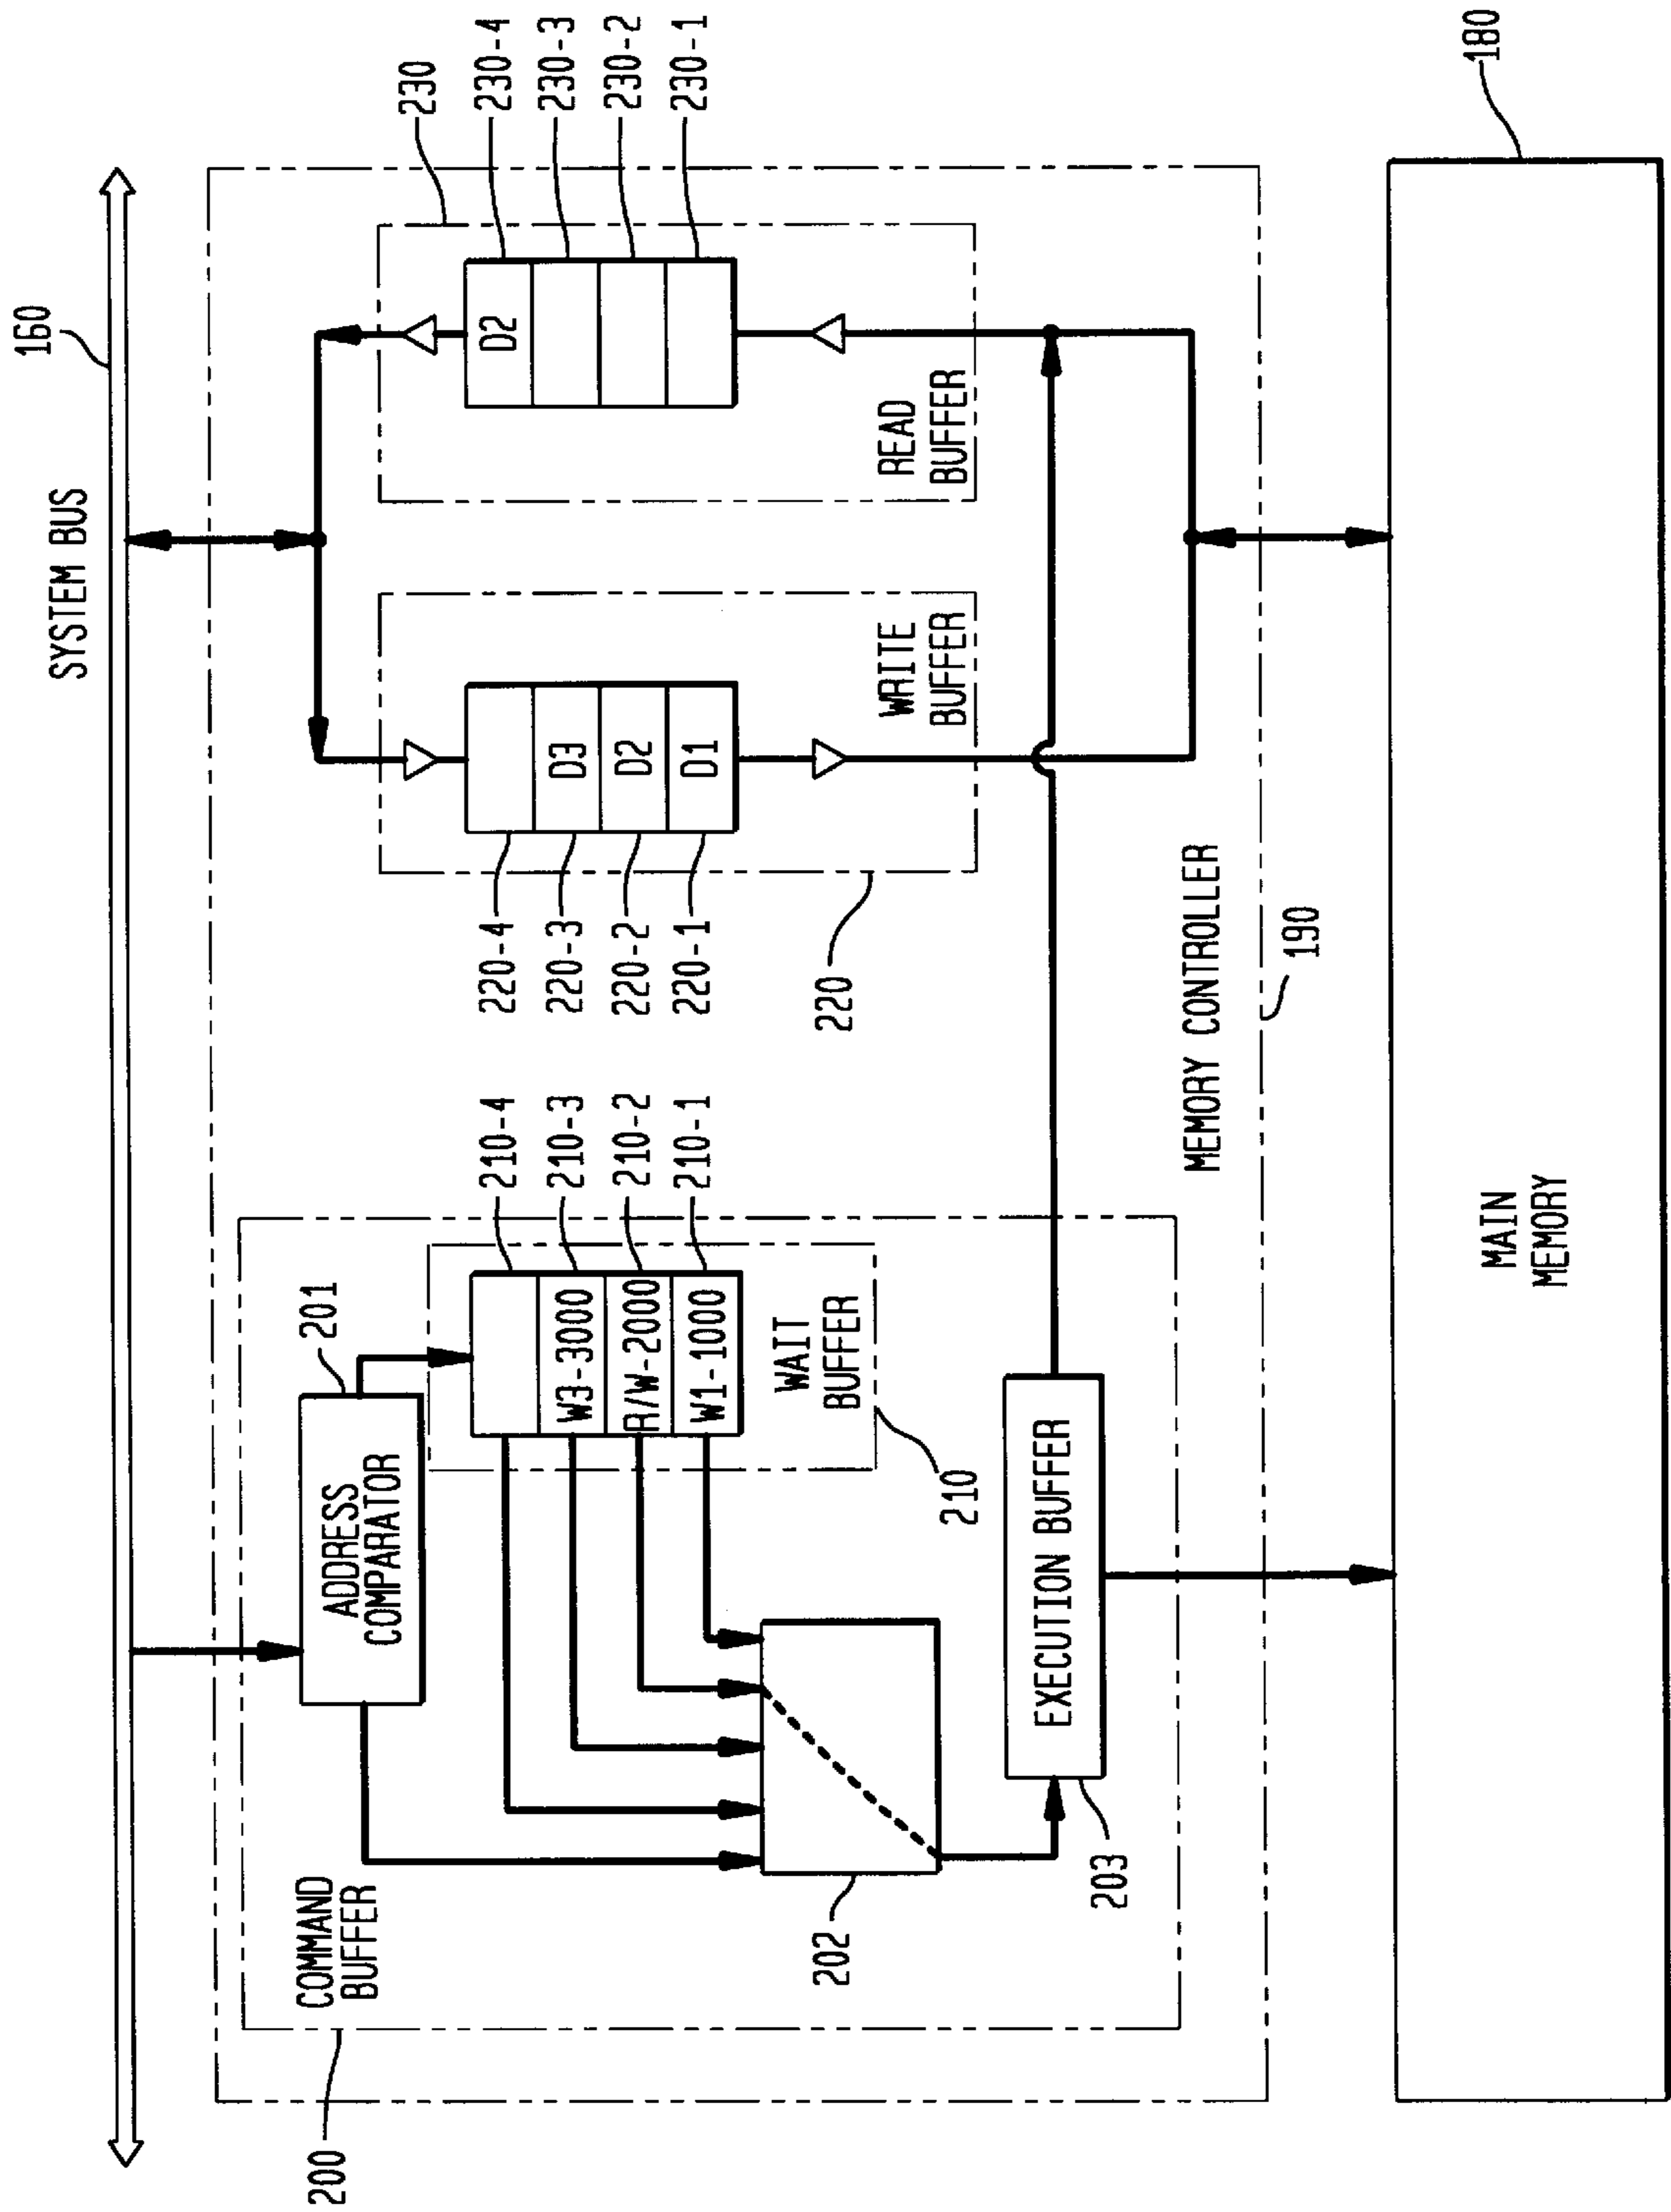 160
SYSTEM BUS
200
COMMAND
BUFFER
ADDRESS
COMPARATOR
201
210-4
210-3
210-2
210-1
W3-3000
R/W-2000
W1-1000
WAIT
BUFFER
210
202
EXECUTION BUFFER
203
220-4
220-3
220-2
220-1
D3
D2
D1
WRITE
BUFFER
220
230
230-4
230-3
230-2
230-1
D2
READ
BUFFER
MEMORY CONTROLLER
190
MAIN
MEMORY
180